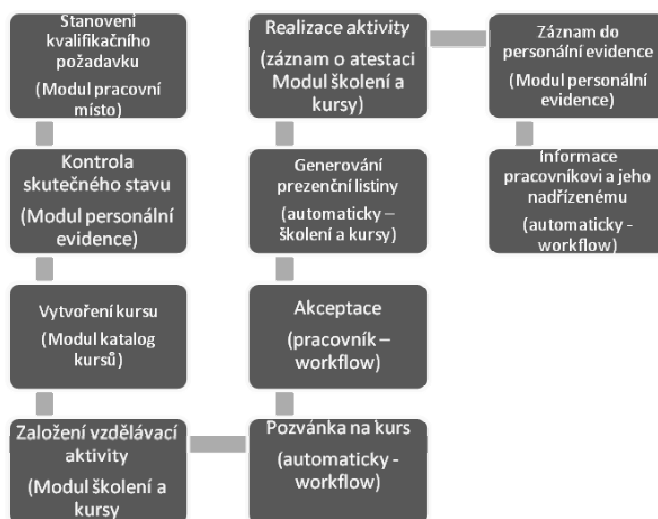 Stanovení
kvalifikačního
požadavku
(Modul pracovní
místo)
Kontrola
skutečného stavu
(Modul personální
evidence)
Vytvoření kursu
(Modul katalog
kursů)
Založení vzdělávací
aktivity
(Modul školení a
kursy
Pozvánka na kurs
(automaticky -
workflow)
Akceptace
(pracovník –
workflow)
Generování
prezenční listiny
(automaticky –
školení a kursy)
Realizace aktivity
(záznam o atestaci
Modul školení a
kursy)
Záznam do
personální evidence
(Modul personální
evidence)
Informace
pracovníkovi a jeho
nadřízenému
(automaticky -
workflow)